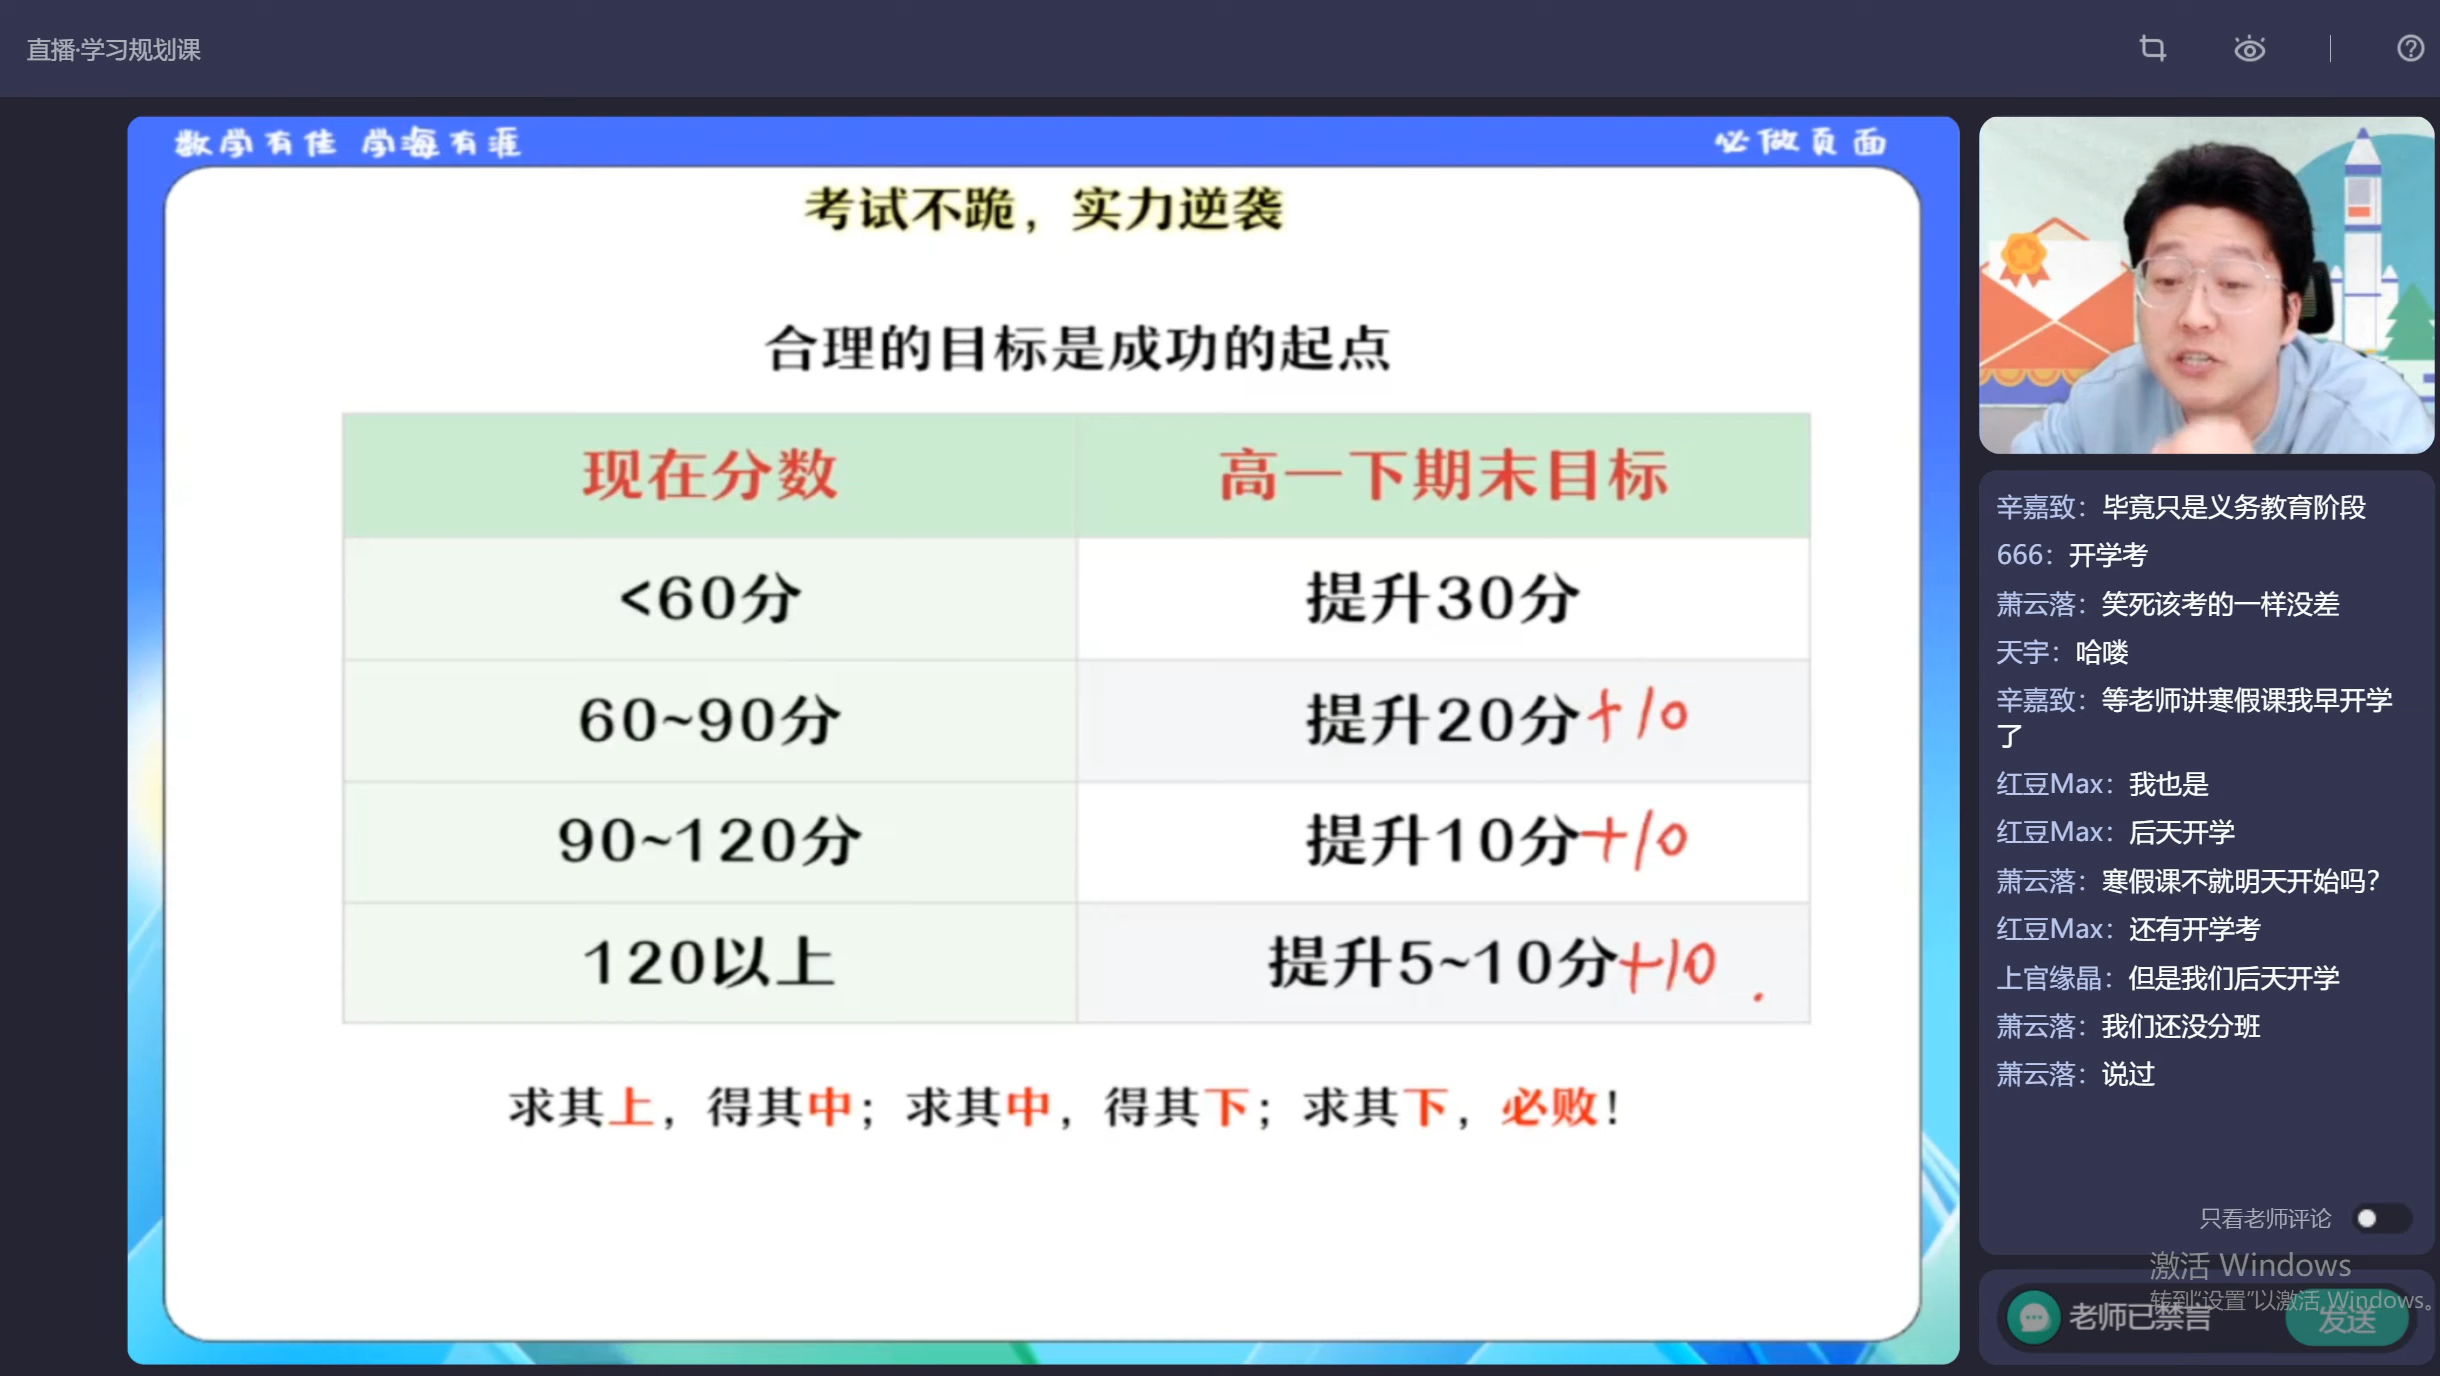 直播·学习规划课
数学有佳 学海有涯
必做页面
考试不跪，实力逆袭
合理的目标是成功的起点
现在分数 高一下期末目标
<60分 提升30分
60~90分 提升20分+10
90~120分 提升10分+10
120以上 提升5~10分+10
求其上，得其中；求其中，得其下；求其下，必败！
辛嘉致：毕竟只是义务教育阶段
666：开学考
萧云落：笑死该考的一样没差
天宇：哈喽
辛嘉致：等老师讲寒假课我早开学
了
红豆Max：我也是
红豆Max：后天开学
萧云落：寒假课不就明天开始吗？
红豆Max：还有开学考
上官缘晶：但是我们后天开学
萧云落：我们还没分班
萧云落：说过
只看老师评论
激活 Windows
转到“设置”以激活 Windows。
老师已禁言
发送